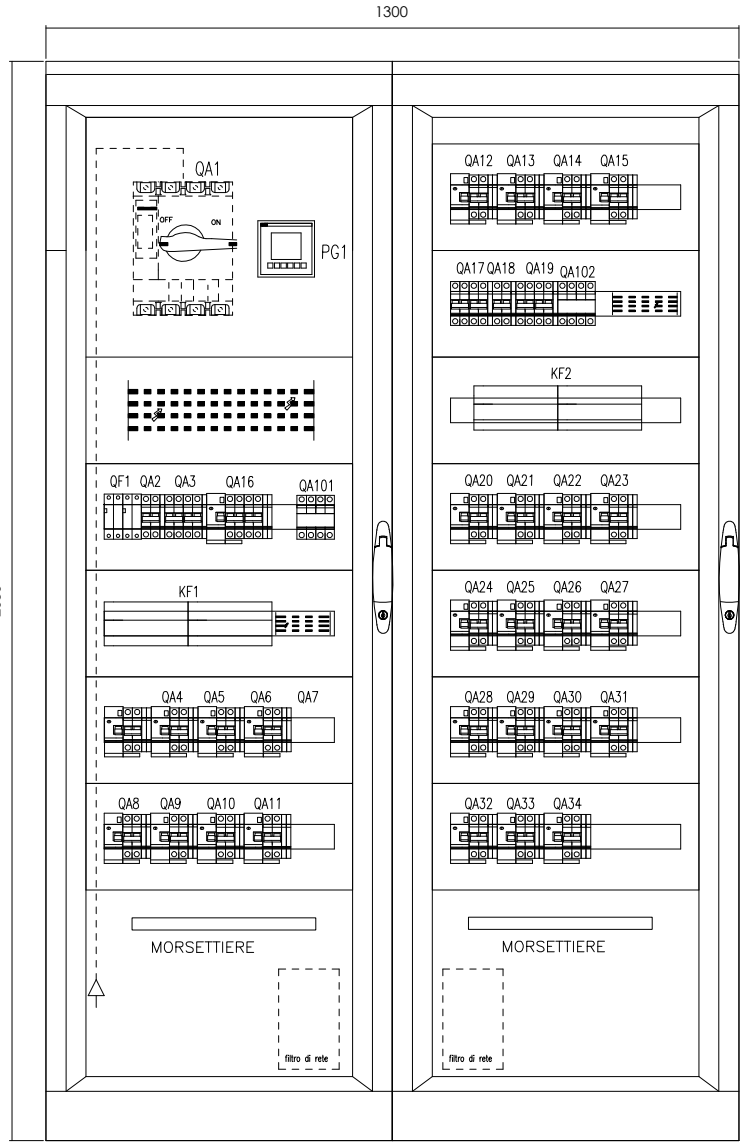 1300
QA1
OFF
ON
PG1
QF1 QA2 QA3 QA16 QA101
KF1
QA4 QA5 QA6 QA7
QA8 QA9 QA10 QA11
MORSETTIERE
filtro di rete
QA12 QA13 QA14 QA15
QA17 QA18 QA19 QA102
KF2
QA20 QA21 QA22 QA23
QA24 QA25 QA26 QA27
QA28 QA29 QA30 QA31
QA32 QA33 QA34
MORSETTIERE
filtro di rete